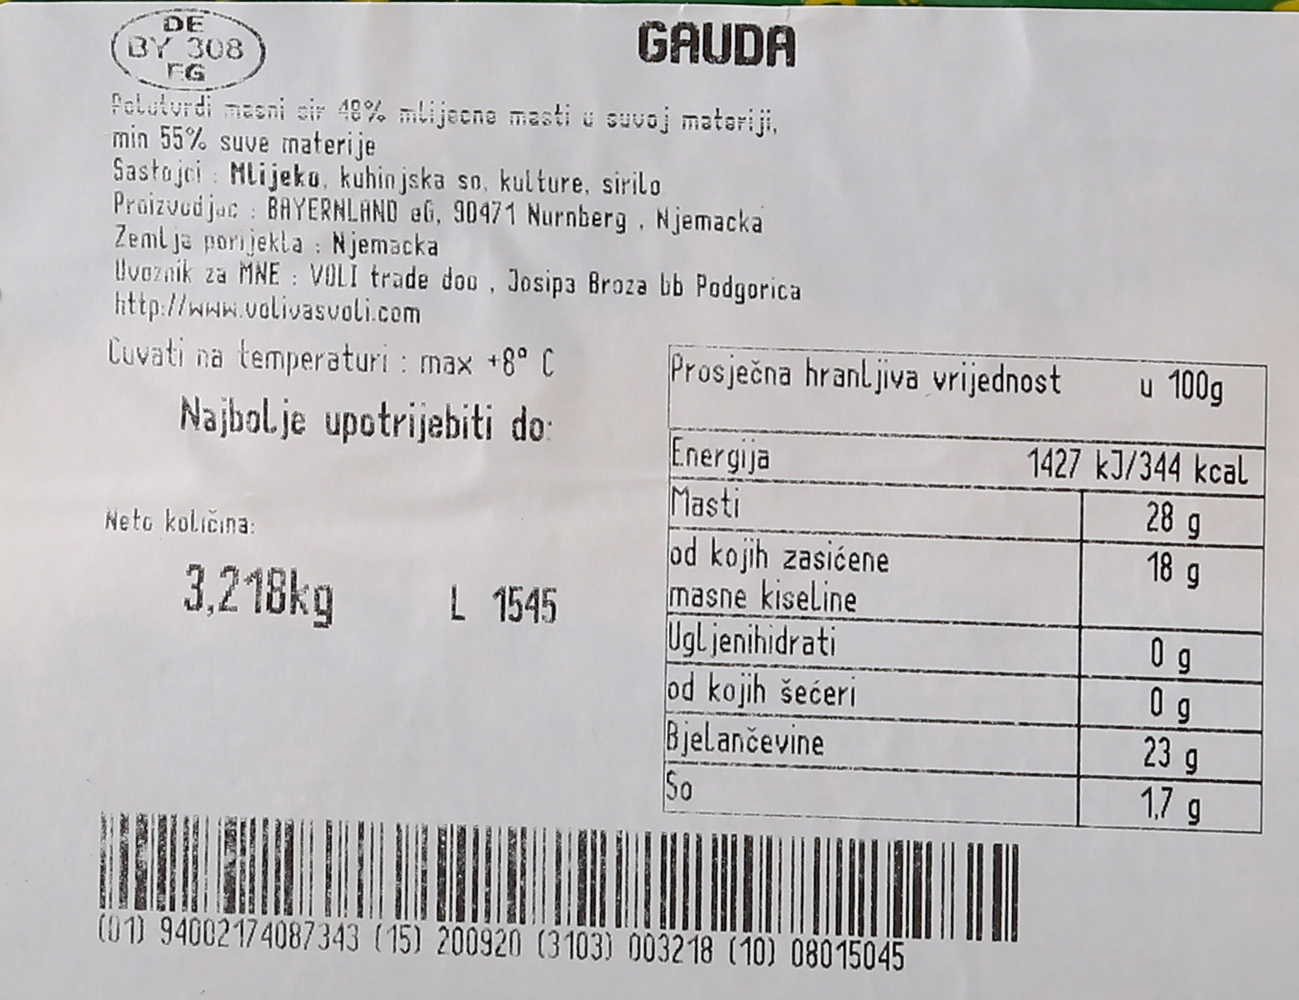 DE
BY 308
EG
GAUDA
Polutvrdi masni sir 48% mlijecne masti u suvoj materiji,
min 55% suve materije
Sastojci : Mlijeko, kuhinjska so, kulture, sirilo
Proizvodjac : BAYERNLAND eG, 90471 Nurnberg , Njemacka
Zemlja porijekla : Njemacka
Uvoznik za MNE : VOLI trade doo , Josipa Broza bb Podgorica
http://www.volivasvoli.com
Cuvati na temperaturi : max +8° C
Najbolje upotrijebiti do:
Neto količina:
3,218kg L 1545
Prosječna hranljiva vrijednost u 100g
Energija 1427 kJ/344 kcal
Masti 28 g
od kojih zasićene 18 g
masne kiseline
Ugljenihidrati 0 g
od kojih šećeri 0 g
Bjelančevine 23 g
So 1,7 g
(01) 94002174087343 (15) 200920 (3103) 003218 (10) 08015045